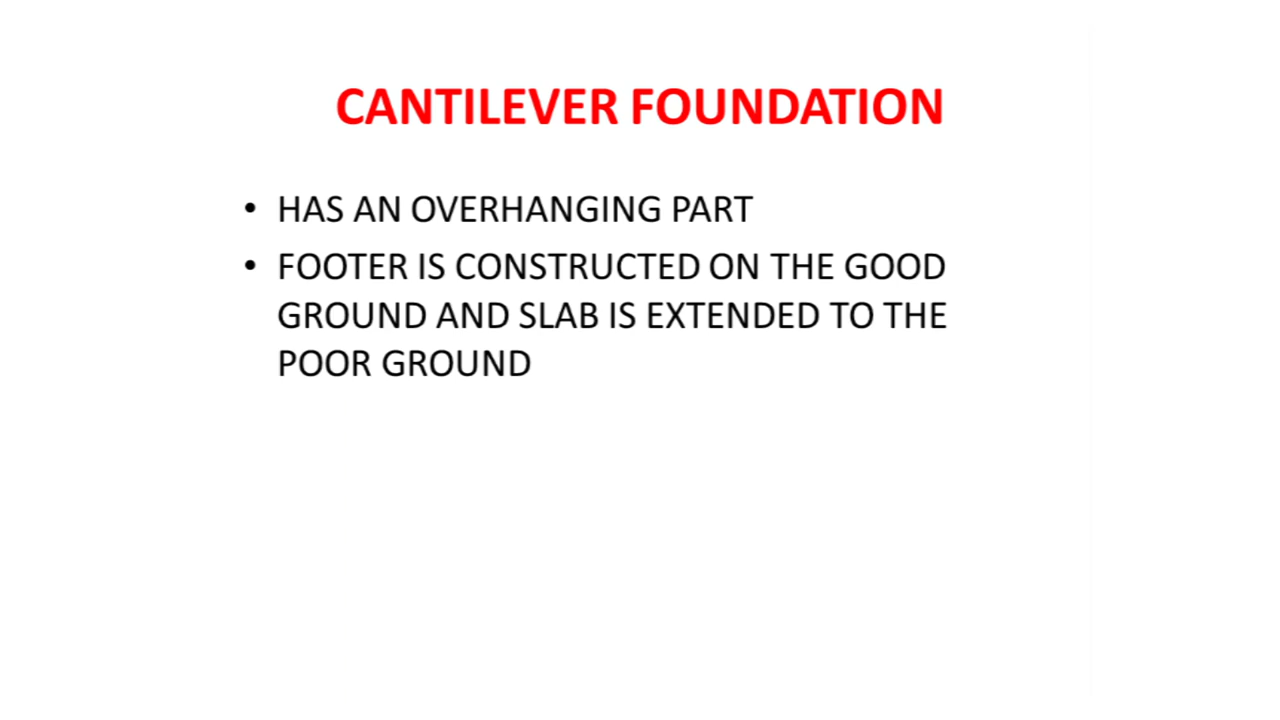 CANTILEVER FOUNDATION
• HAS AN OVERHANGING PART
• FOOTER IS CONSTRUCTED ON THE GOOD
GROUND AND SLAB IS EXTENDED TO THE
POOR GROUND